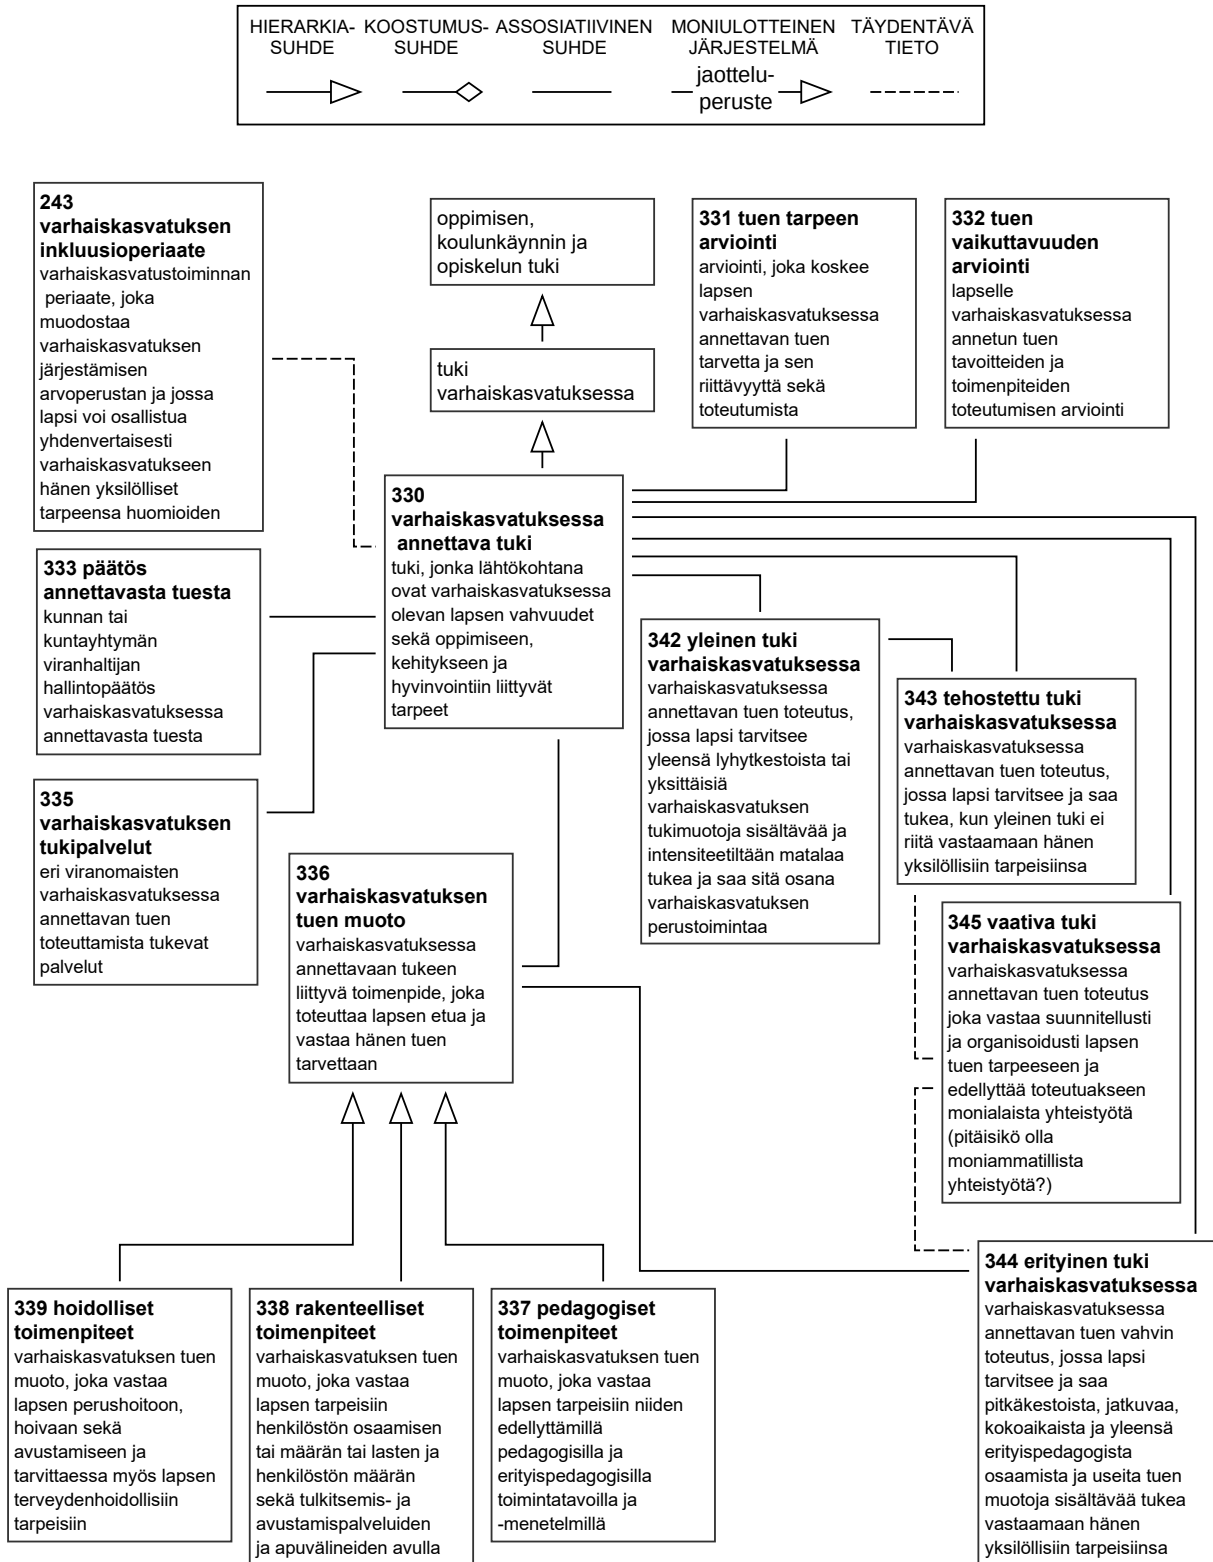 HIERARKIA-
SUHDE
KOOSTUMUS-
SUHDE
ASSOSIATIIVINEN
SUHDE
MONIULOTTEINEN
JÄRJESTELMÄ
jaottelu-
peruste
TÄYDENTÄVÄ
TIETO
243
varhaiskasvatuksen
inkluusioperiaate
varhaiskasvatustoiminnan
periaate, joka
muodostaa
varhaiskasvatuksen
järjestämisen
arvoperustan ja jossa
lapsi voi osallistua
yhdenvertaisesti
varhaiskasvatukseen
hänen yksilölliset
tarpeensa huomioiden
oppimisen,
koulunkäynnin ja
opiskelun tuki
tuki
varhaiskasvatuksessa
331 tuen tarpeen
arviointi
arviointi, joka koskee
lapsen
varhaiskasvatuksessa
annettavan tuen
tarvetta ja sen
riittävyyttä sekä
toteutumista
332 tuen
vaikuttavuuden
arviointi
lapselle
varhaiskasvatuksessa
annetun tuen
tavoitteiden ja
toimenpiteiden
toteutumisen arviointi
330
varhaiskasvatuksessa
annettava tuki
tuki, jonka lähtökohtana
ovat varhaiskasvatuksessa
olevan lapsen vahvuudet
sekä oppimiseen,
kehitykseen ja
hyvinvointiin liittyvät
tarpeet
333 päätös
annettavasta tuesta
kunnan tai
kuntayhtymän
viranhaltijan
hallintopäätös
varhaiskasvatuksessa
annettavasta tuesta
335
varhaiskasvatuksen
tukipalvelut
eri viranomaisten
varhaiskasvatuksessa
annettavan tuen
toteuttamista tukevat
palvelut
336
varhaiskasvatuksen
tuen muoto
varhaiskasvatuksessa
annettavaan tukeen
liittyvä toimenpide, joka
toteuttaa lapsen etua ja
vastaa hänen tuen
tarvettaan
342 yleinen tuki
varhaiskasvatuksessa
varhaiskasvatuksessa
annettavan tuen toteutus,
jossa lapsi tarvitsee
yleensä lyhytkestoista tai
yksittäisiä
varhaiskasvatuksen
tukimuotoja sisältävää ja
intensiteetiltään matalaa
tukea ja saa sitä osana
varhaiskasvatuksen
perustoimintaa
343 tehostettu tuki
varhaiskasvatuksessa
varhaiskasvatuksessa
annettavan tuen toteutus,
jossa lapsi tarvitsee ja saa
tukea, kun yleinen tuki ei
riitä vastaamaan hänen
yksilöllisiin tarpeisiinsa
345 vaativa tuki
varhaiskasvatuksessa
varhaiskasvatuksessa
annettavan tuen toteutus
joka vastaa suunnitellusti
ja organisoidusti lapsen
tuen tarpeeseen ja
edellyttää toteutuakseen
monialaista yhteistyötä
(pitäisikö olla
moniammatillista
yhteistyötä?)
339 hoidolliset
toimenpiteet
varhaiskasvatuksen tuen
muoto, joka vastaa
lapsen perushoitoon,
hoivaan sekä
avustamiseen ja
tarvittaessa myös lapsen
terveydenhoidollisiin
tarpeisiin
338 rakenteelliset
toimenpiteet
varhaiskasvatuksen tuen
muoto, joka vastaa
lapsen tarpeisiin
henkilöstön osaamisen
tai määrän tai lasten ja
henkilöstön määrän
sekä tulkitsemis- ja
avustamispalveluiden
ja apuvälineiden avulla
337 pedagogiset
toimenpiteet
varhaiskasvatuksen tuen
muoto, joka vastaa
lapsen tarpeisiin niiden
edellyttämillä
pedagogisilla ja
erityispedagogisilla
toimintatavoilla ja
-menetelmillä
344 erityinen tuki
varhaiskasvatuksessa
varhaiskasvatuksessa
annettavan tuen vahvin
toteutus, jossa lapsi
tarvitsee ja saa
pitkäkestoista, jatkuvaa,
kokoaikaista ja yleensä
erityispedagogista
osaamista ja useita tuen
muotoja sisältävää tukea
vastaamaan hänen
yksilöllisiin tarpeisiinsa